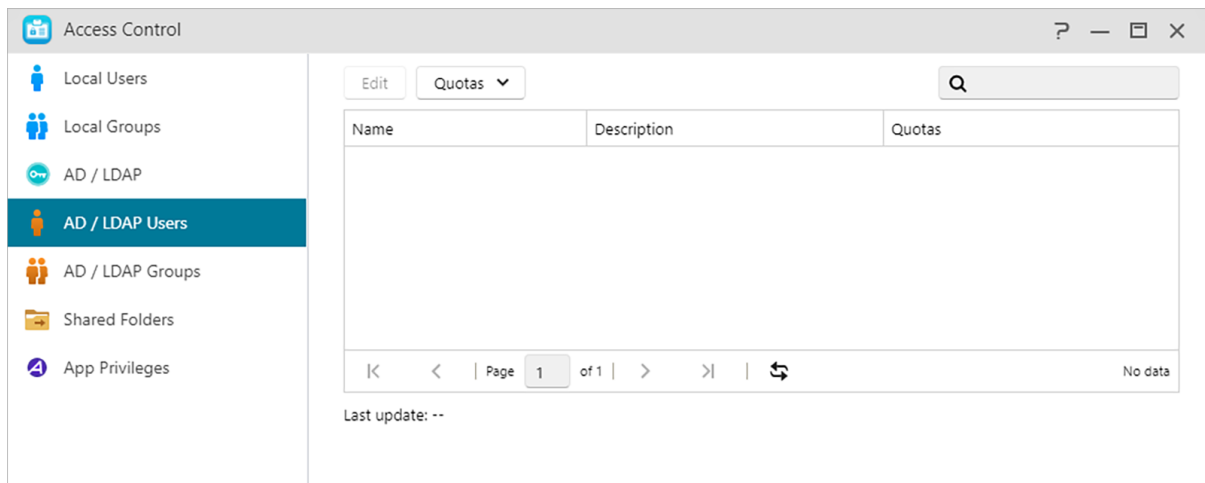 Access Control
Local Users
Local Groups
AD / LDAP
AD / LDAP Users
AD / LDAP Groups
Shared Folders
App Privileges
Edit Quotas
Name Description Quotas
Page 1 of 1 No data
Last update: --